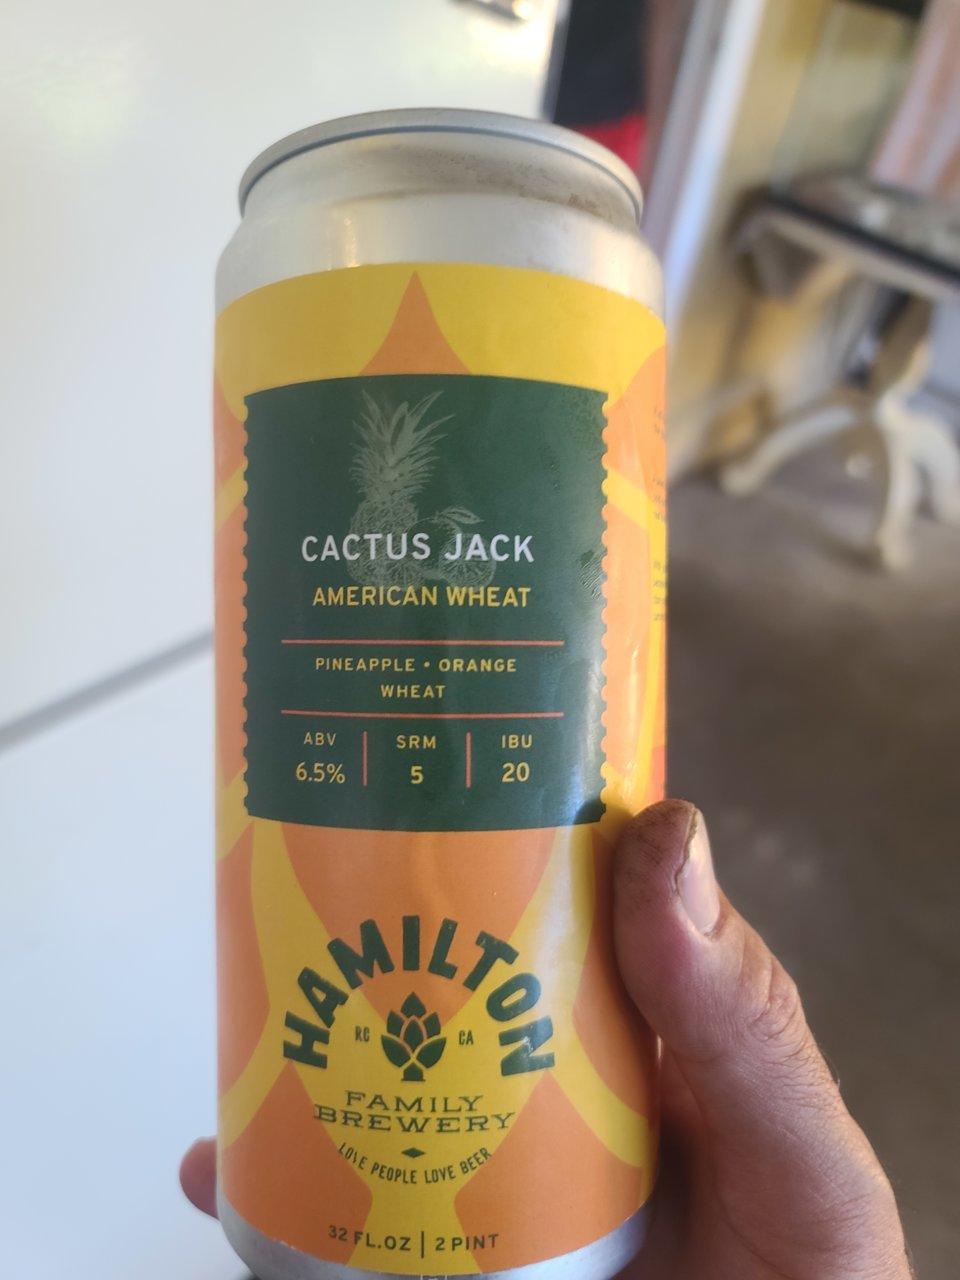 CACTUS JACK
AMERICAN WHEAT
PINEAPPLE • ORANGE
WHEAT
ABV SRM IBU
6.5% 5 20
HAMILTON
RC CA
FAMILY
BREWERY
LOVE PEOPLE LOVE BEER
32 FL.OZ | 2 PINT